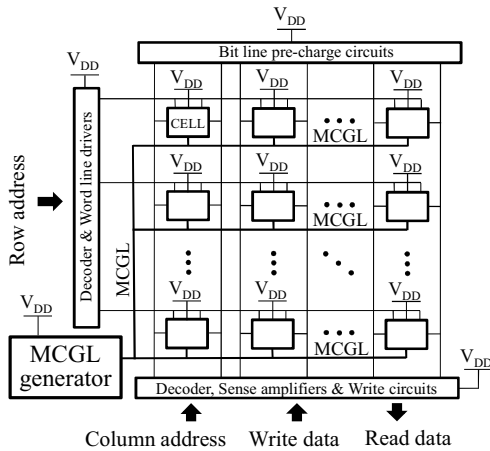 V_DD
Bit line pre-charge circuits
V_DD
V_DD V_DD V_DD
CELL
MCGL
Row address
Decoder & Word line drivers
V_DD V_DD V_DD
MCGL
MCGL
V_DD
V_DD V_DD V_DD
MCGL
MCGL
generator
V_DD
Decoder, Sense amplifiers & Write circuits
Column address Write data Read data